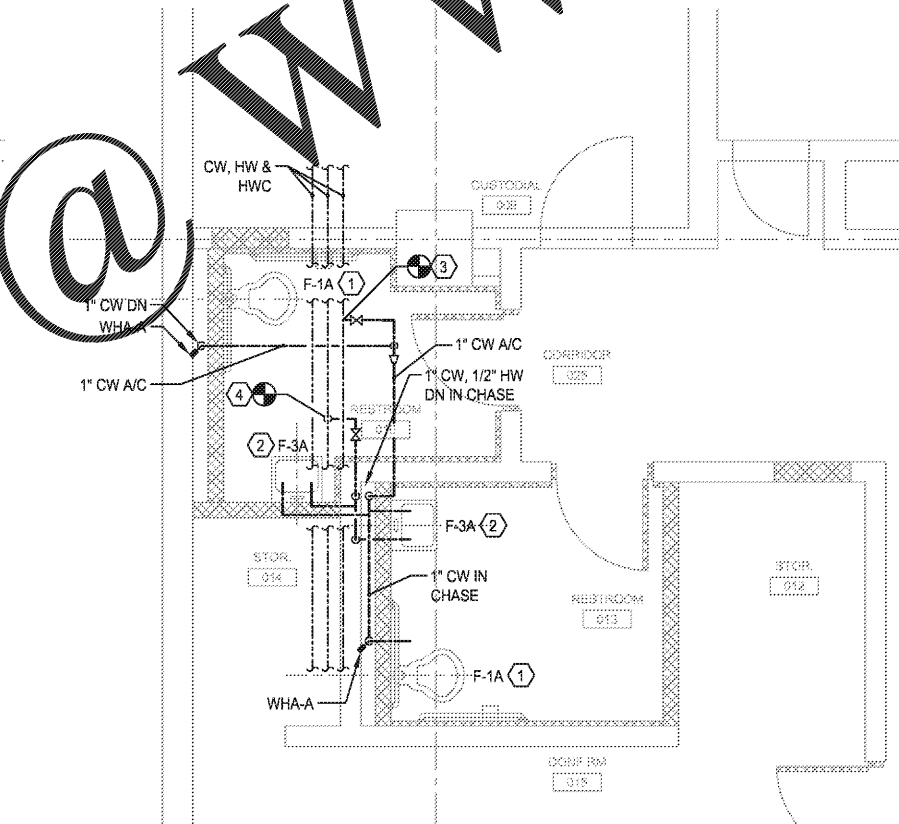 @ W
CW, HW &
HWC
CUSTODIAL
F-1A 1
3
1" CW DN
WHA-A
1" CW A/C
1" CW A/C
CORRIDOR
1" CW, 1/2" HW
DN IN CHASE
4
RESTROOM
2 F-3A
F-3A 2
STOR.
014
1" CW IN
CHASE
STOR.
012
RESTROOM
013
F-1A 1
WHA-A
CONF RM
015